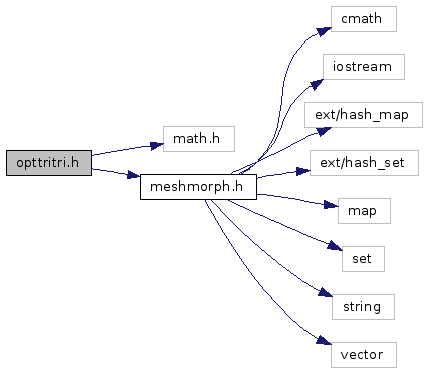 cmath
iostream
ext/hash_map
math.h
opttritri.h
ext/hash_set
meshmorph.h
map
set
string
vector